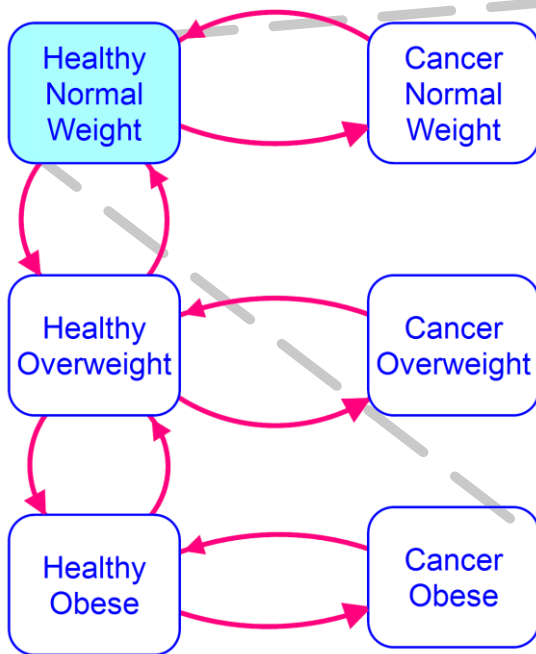 Healthy
Normal
Weight
Cancer
Normal
Weight
Healthy
Overweight
Cancer
Overweight
Healthy
Obese
Cancer
Obese